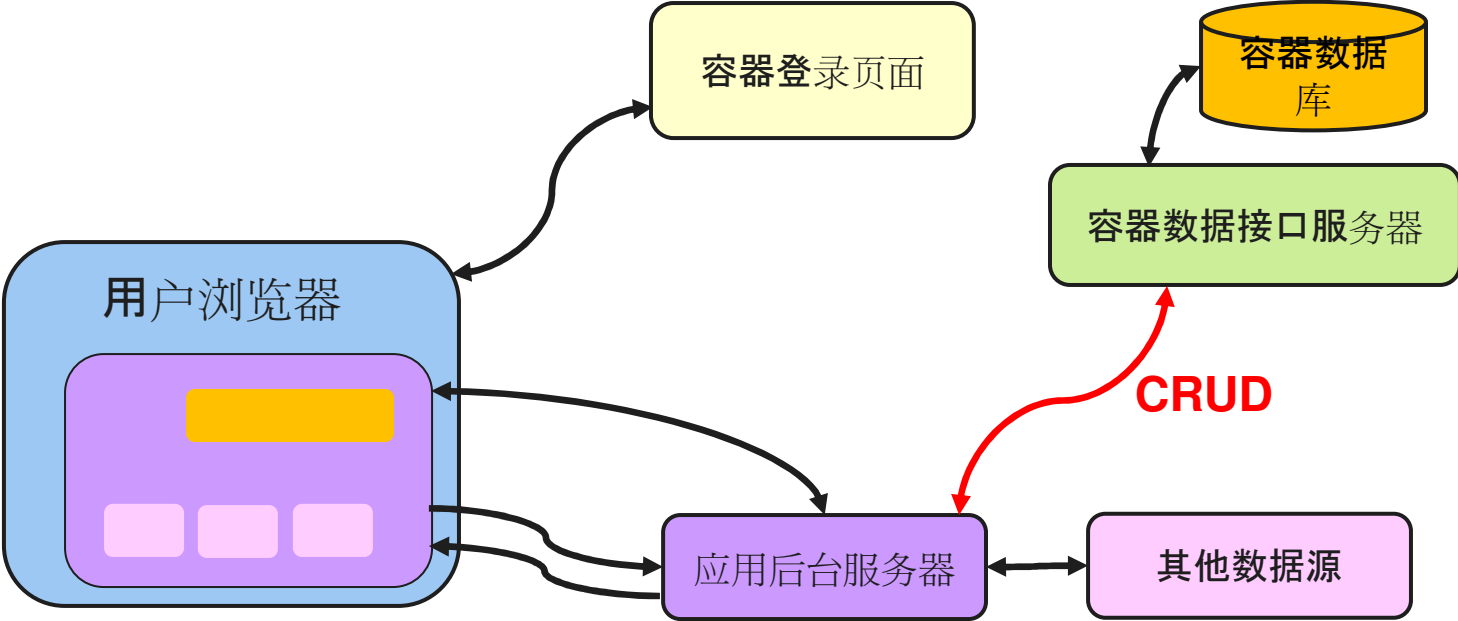 容器登录页面
容器数据
库
容器数据接口服务器
用户浏览器
CRUD
应用后台服务器
其他数据源